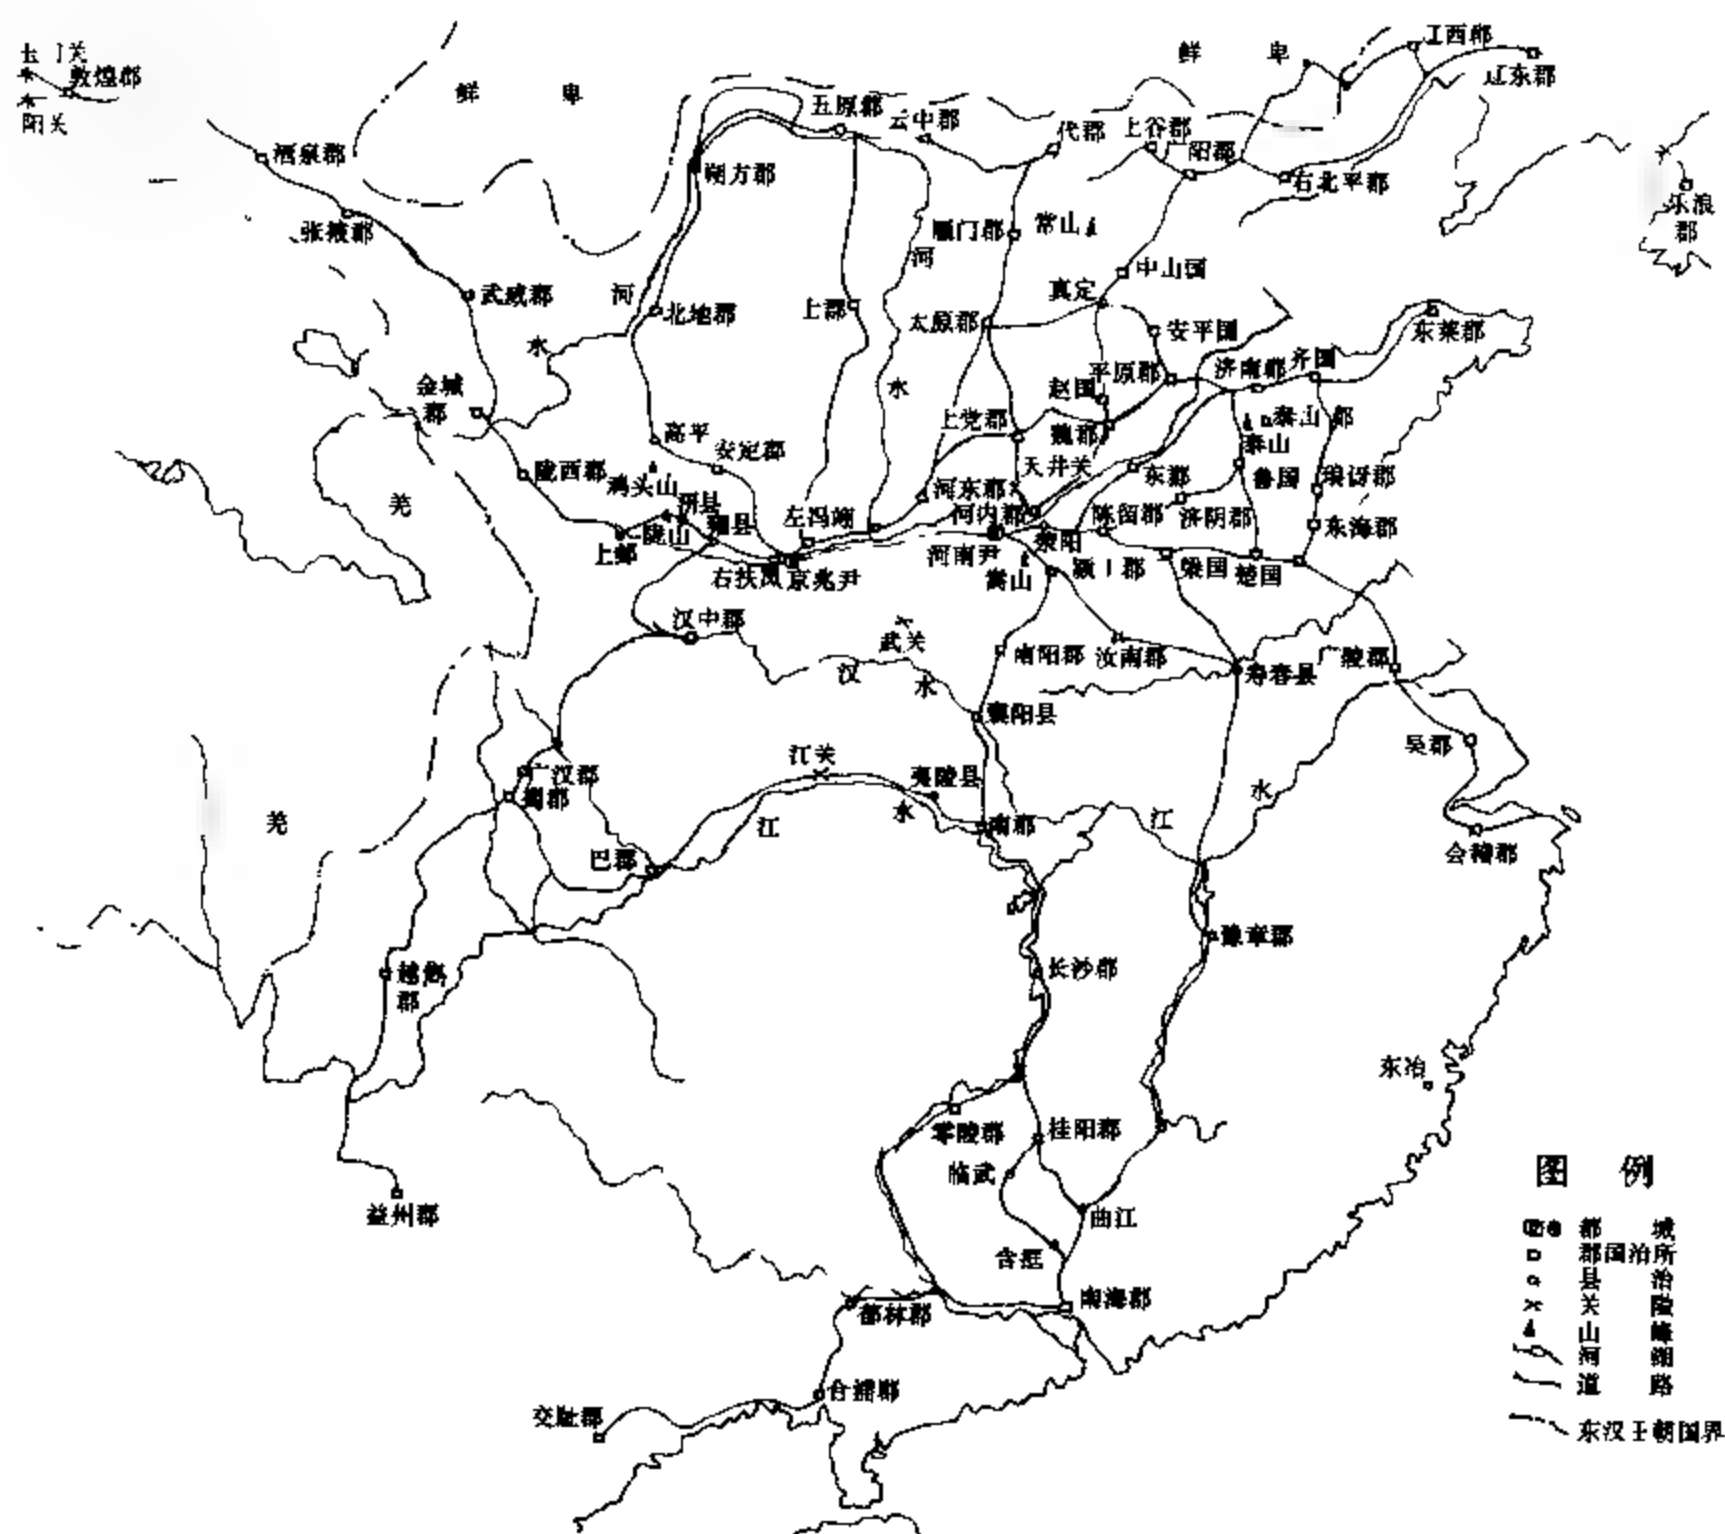 门关
敦煌郡
阳关
鲜 卑
鲜 卑
辽西郡
辽东郡
酒泉郡
张掖郡
武威郡
金城
郡
五原郡
云中郡
代郡
上谷郡
阳郡
右北平郡
乐浪
郡
朔方郡
雁门郡
常山
中山国
真定
河
水
北地郡
上郡
河
水
太原郡
安平国
平原郡
赵国
济南郡
齐国
东莱郡
高平
安定郡
上党郡
魏郡
泰山郡
泰山
天井关
陇西郡
鸡头山
汧县
陇山
上邽
左冯翊
河东郡
河内郡
东郡
鲁国
琅玡郡
陈留郡
济阴郡
东海郡
荥阳
河南尹
嵩山
颍川郡
梁国
楚国
右扶风
京兆尹
羌
汉中郡
武关
汉
水
南阳郡
汝南郡
寿春县
陵郡
襄阳县
吴郡
江关
夷陵县
广汉郡
蜀郡
羌
江
水
南郡
江
水
巴郡
会稽郡
豫章郡
越
郡
长沙郡
东冶
零陵郡
桂阳郡
临武
曲江
益州郡
含洭
南海郡
郁林郡
合浦郡
交趾郡
图 例
都 城
郡国治所
县 治
关 隘
山 峰
河 湖
道 路
东汉王朝国界